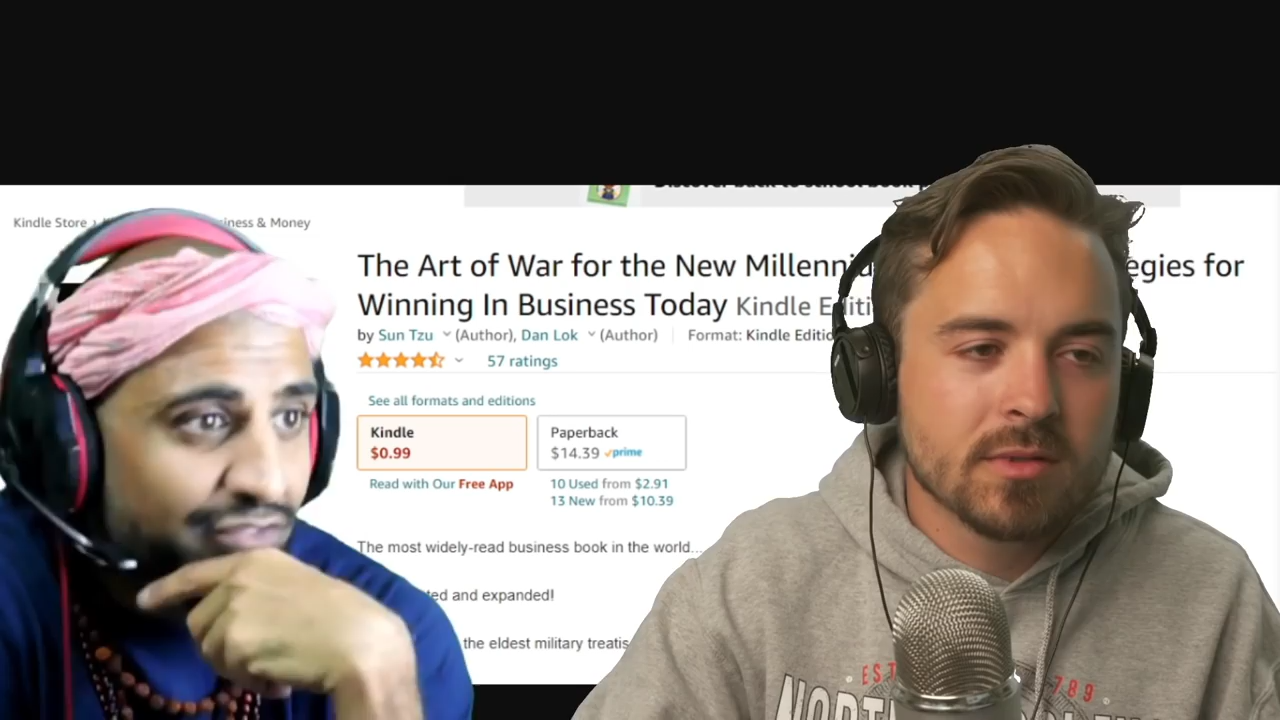 Kindle Store
iness & Money
The Art of War for the New Millenni egies for
Winning In Business Today Kindle Editi
by Sun Tzu (Author), Dan Lok (Author) Format: Kindle Editio
57 ratings
See all formats and editions
Kindle
$0.99
Paperback
$14.39 prime
Read with Our Free App
10 Used from $2.91
13 New from $10.39
The most widely-read business book in the world...
ted and expanded!
the eldest military treatis
EST 789